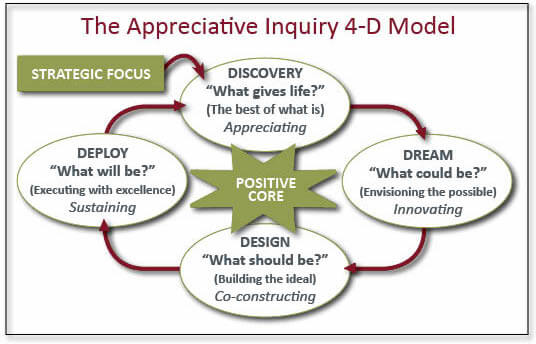 The Appreciative Inquiry 4-D Model
STRATEGIC FOCUS
DISCOVERY
“What gives life?”
(The best of what is)
Appreciating
DREAM
“What could be?”
(Envisioning the possible)
Innovating
DESIGN
“What should be?”
(Building the ideal)
Co-constructing
DEPLOY
“What will be?”
(Executing with excellence)
Sustaining
POSITIVE
CORE